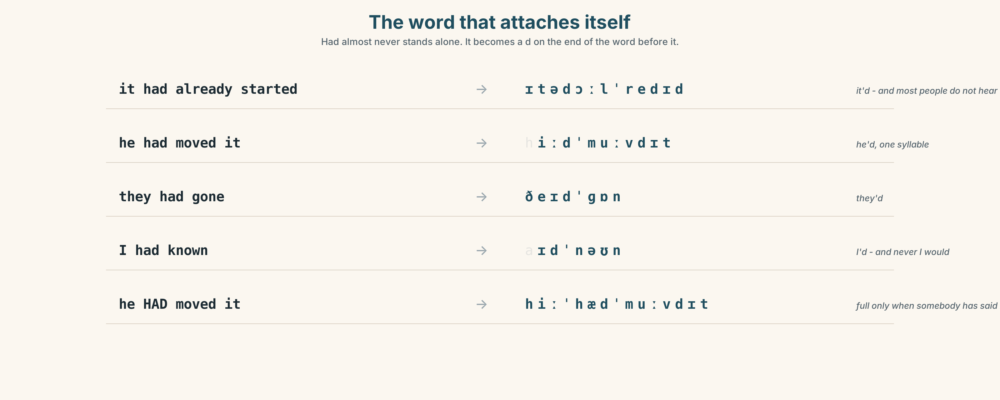 The word that attaches itself
Had almost never stands alone. It becomes a d on the end of the word before it.
it had already started → ɪtədɔːlˈredɪd it'd - and most people do not hear
he had moved it → hiːdˈmuːvdɪt he'd, one syllable
they had gone → ðeɪdˈɡɒn they'd
I had known → aɪdˈnəʊn I'd - and never I would
he HAD moved it → hiːˈhædˈmuːvdɪt full only when somebody has said